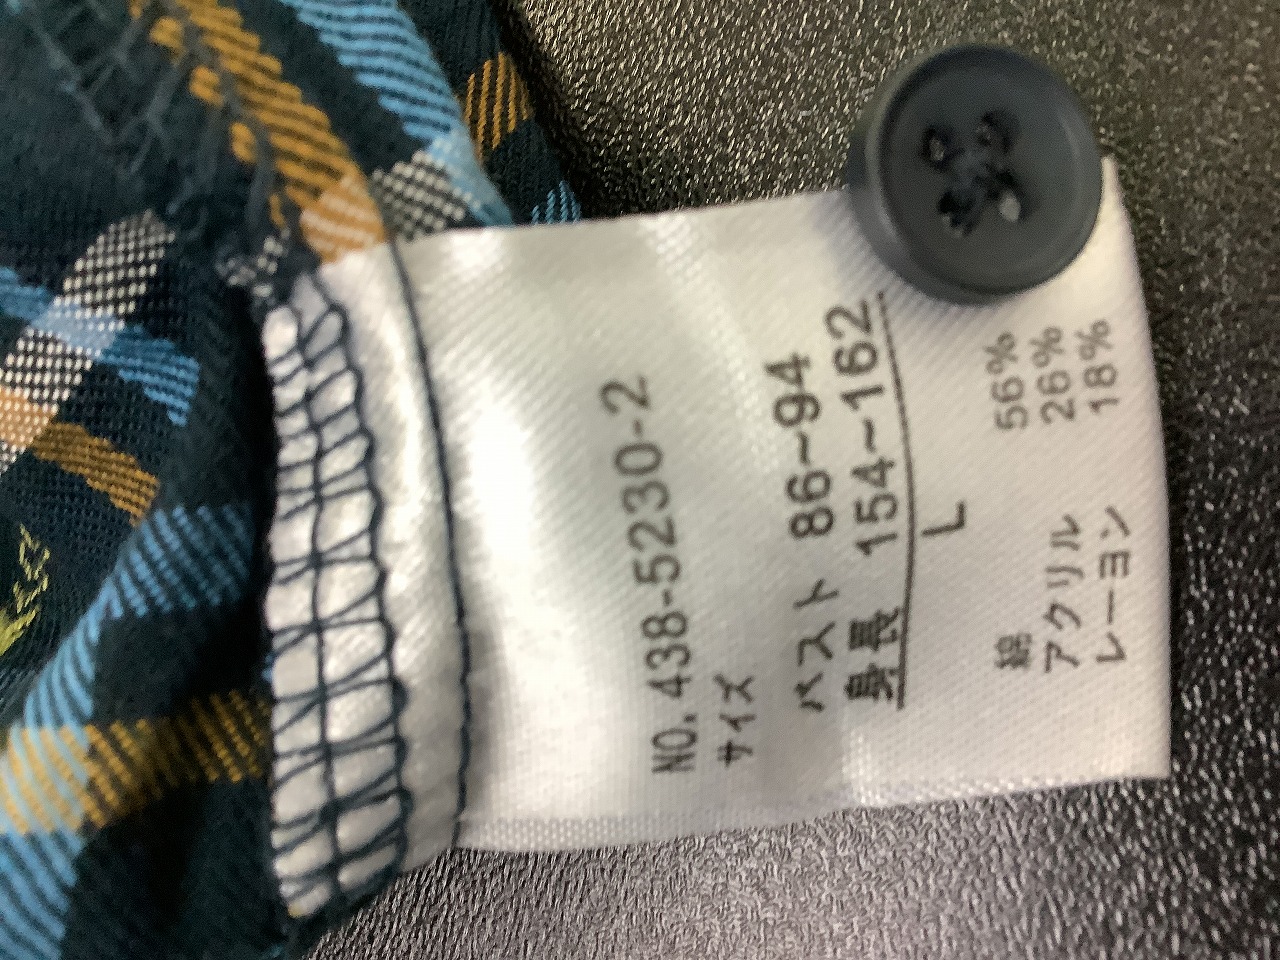 NO. 438-5230-2
サイズ
バスト 86~94
身長 154~162
L
綿 56%
アクリル 26%
レーヨン 18%